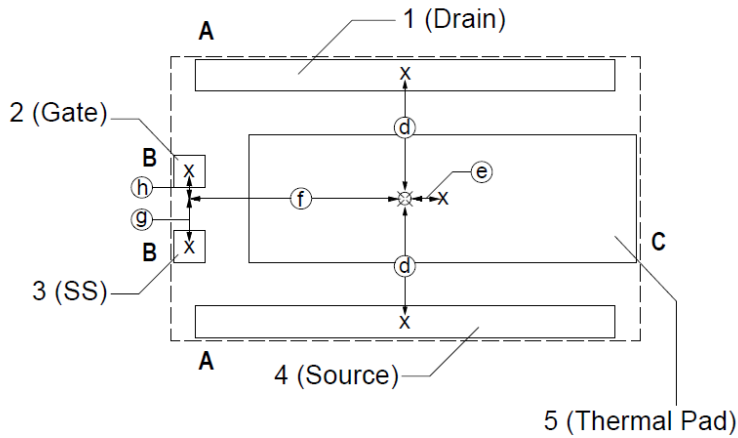 1 (Drain)
A
2 (Gate)
B
X
d
h
X
f
e
X
g
X
B
C
3 (SS)
d
X
A
4 (Source)
5 (Thermal Pad)